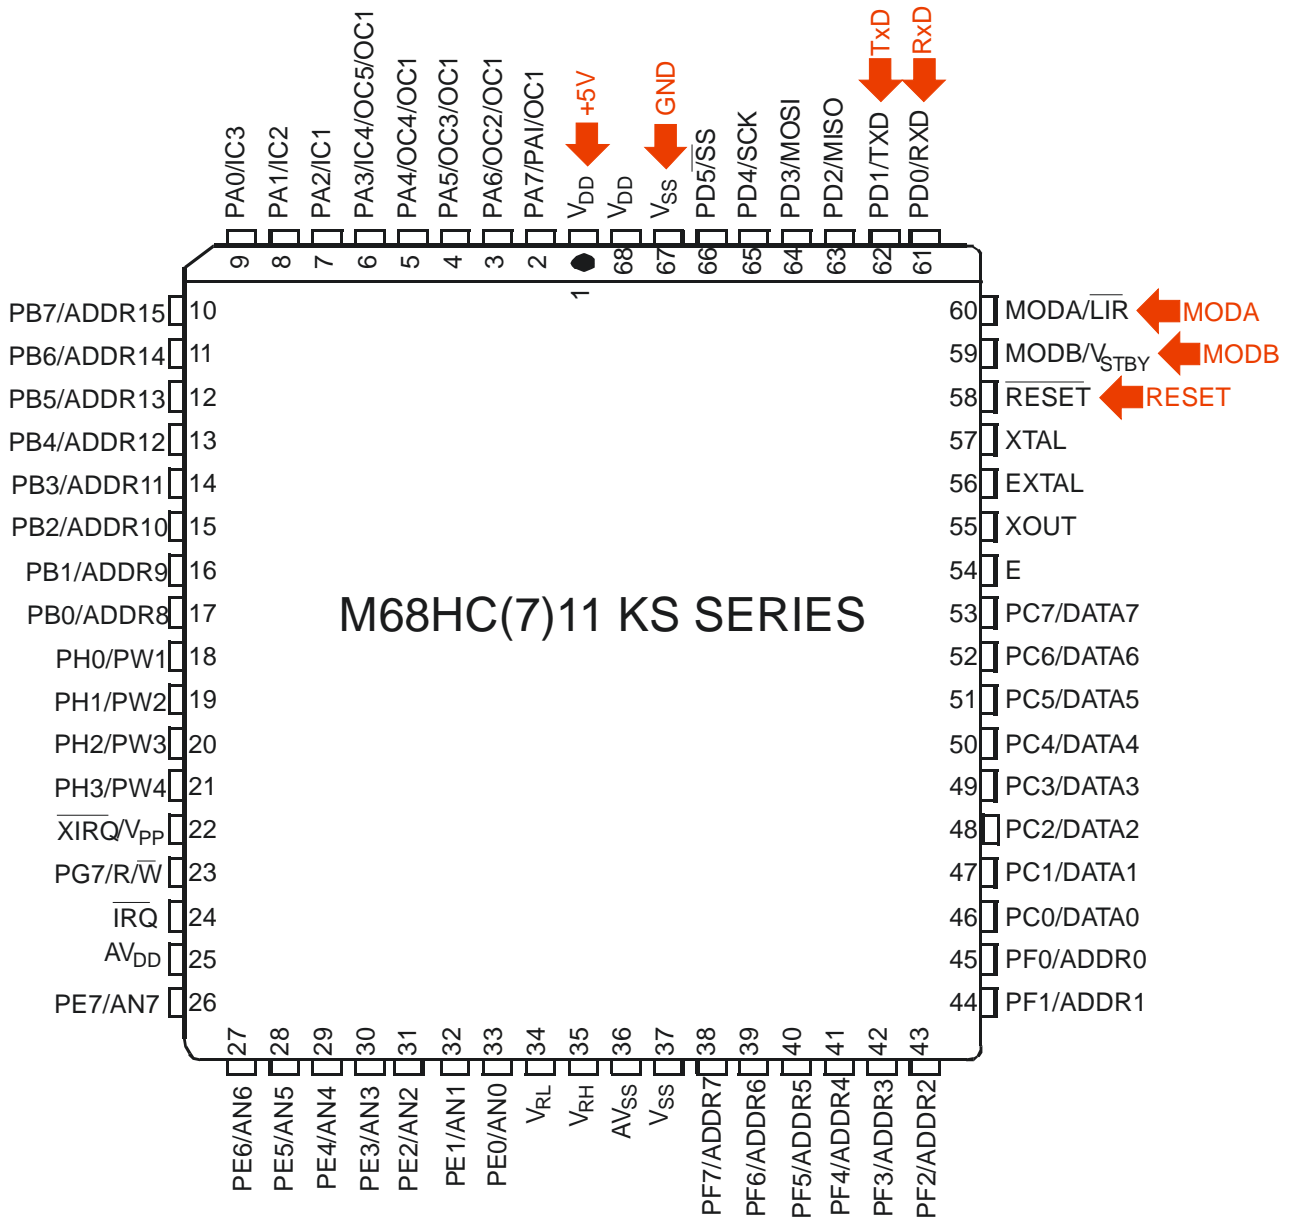 TxD
RxD
+5V
GND
PA0/IC3
PA1/IC2
PA2/IC1
PA3/IC4/OC5/OC1
PA4/OC4/OC1
PA5/OC3/OC1
PA6/OC2/OC1
PA7/PAI/OC1
VDD
VDD
VSS
PD5/SS
PD4/SCK
PD3/MOSI
PD2/MISO
PD1/TXD
PD0/RXD
9
8
7
6
5
4
3
2
1
68
67
66
65
64
63
62
61
PB7/ADDR15 10
PB6/ADDR14 11
PB5/ADDR13 12
PB4/ADDR12 13
PB3/ADDR11 14
PB2/ADDR10 15
PB1/ADDR9 16
PB0/ADDR8 17
PH0/PW1 18
PH1/PW2 19
PH2/PW3 20
PH3/PW4 21
XIRQ/VPP 22
PG7/R/W 23
IRQ 24
AVDD 25
PE7/AN7 26
M68HC(7)11 KS SERIES
60 MODA/LIR MODA
59 MODB/VSTBY MODB
58 RESET RESET
57 XTAL
56 EXTAL
55 XOUT
54 E
53 PC7/DATA7
52 PC6/DATA6
51 PC5/DATA5
50 PC4/DATA4
49 PC3/DATA3
48 PC2/DATA2
47 PC1/DATA1
46 PC0/DATA0
45 PF0/ADDR0
44 PF1/ADDR1
27
28
29
30
31
32
33
34
35
36
37
38
39
40
41
42
43
PE6/AN6
PE5/AN5
PE4/AN4
PE3/AN3
PE2/AN2
PE1/AN1
PE0/AN0
VRL
VRH
AVSS
VSS
PF7/ADDR7
PF6/ADDR6
PF5/ADDR5
PF4/ADDR4
PF3/ADDR3
PF2/ADDR2